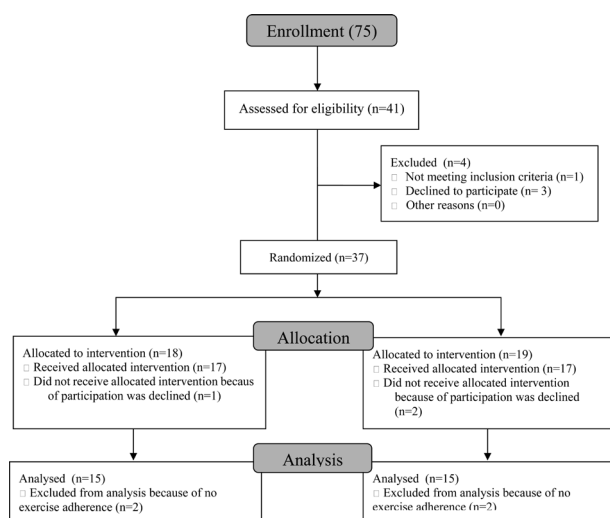 Enrollment (75)
Assessed for eligibility (n=41)
Excluded (n=4)
□ Not meeting inclusion criteria (n=1)
□ Declined to participate (n= 3)
□ Other reasons (n=0)
Randomized (n=37)
Allocation
Allocated to intervention (n=18)
□ Received allocated intervention (n=17)
□ Did not receive allocated intervention becaus
of participation was declined (n=1)
Allocated to intervention (n=19)
□ Received allocated intervention (n=17)
□ Did not receive allocated intervention
because of participation was declined
(n=2)
Analysis
Analysed (n=15)
□ Excluded from analysis because of no
exercise adherence (n=2)
Analysed (n=15)
□ Excluded from analysis because of no
exercise adherence (n=2)